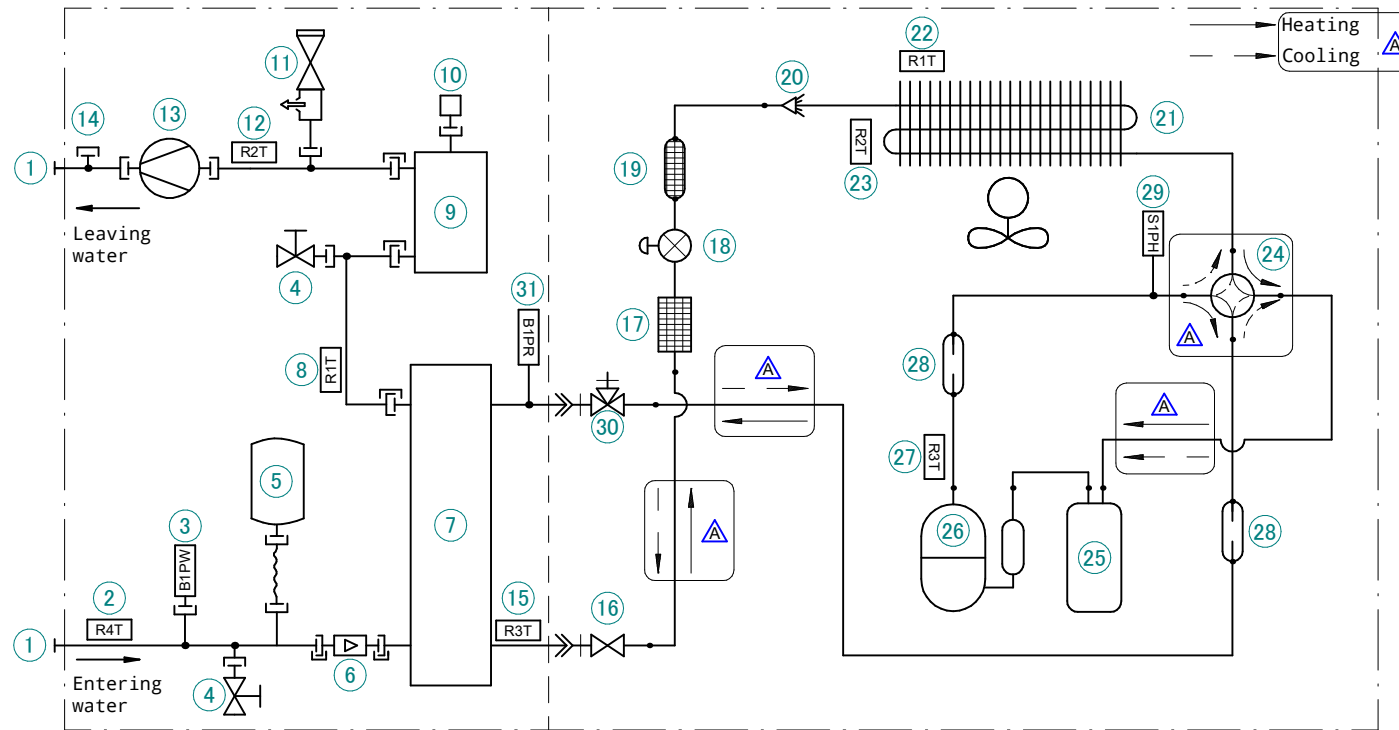 Heating
Cooling
A
22
R1T
20
21
11
10
14
13
12
R2T
1
19
R2T
23
9
29
S1PH
24
Leaving
water
18
4
31
B1PR
17
A
A
28
8
R1T
30
A
27
R3T
5
7
26
25
28
3
B1PW
A
2
R4T
15
R3T
16
1
6
Entering
water
4